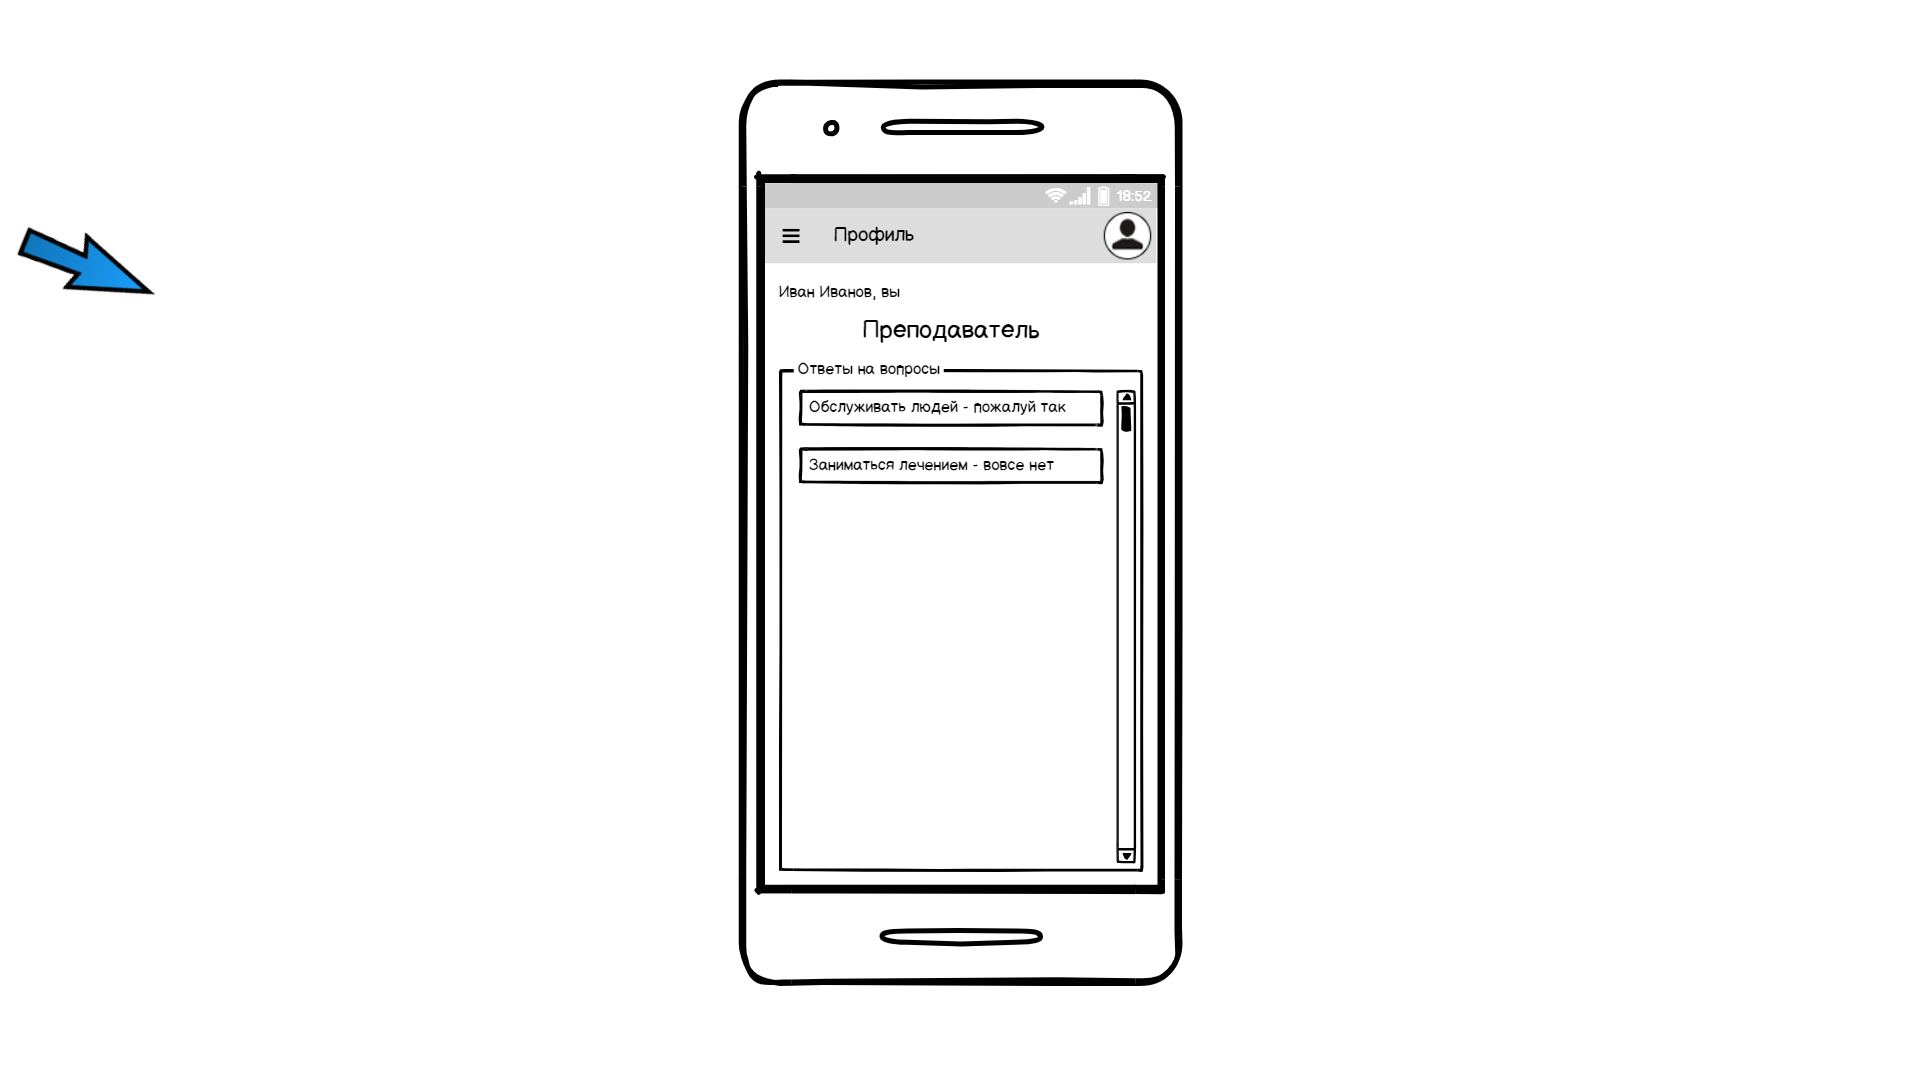 18:52
Профиль
Иван Иванов, вы
Преподаватель
Ответы на вопросы
Обслуживать людей - пожалуй так
Заниматься лечением - вовсе нет